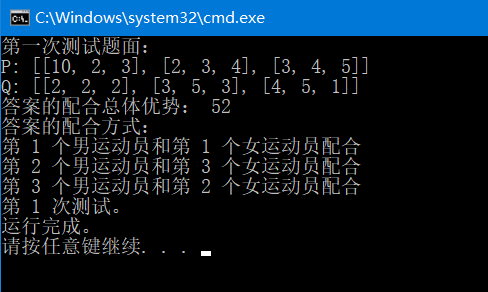 C:\Windows\system32\cmd.exe
第一次测试题面：
P: [[10, 2, 3], [2, 3, 4], [3, 4, 5]]
Q: [[2, 2, 2], [3, 5, 3], [4, 5, 1]]
答案的配合总体优势： 52
答案的配合方式：
第 1 个男运动员和第 1 个女运动员配合
第 2 个男运动员和第 3 个女运动员配合
第 3 个男运动员和第 2 个女运动员配合
第 1 次测试。
运行完成。
请按任意键继续. . .